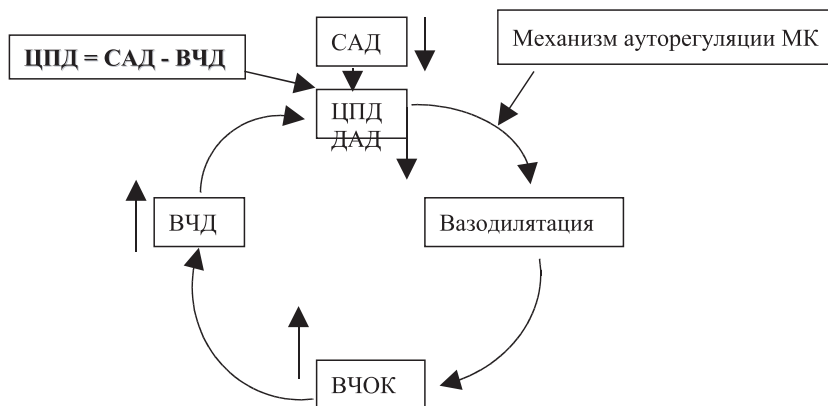 САД
Механизм ауторегуляции МК
ЦПД = САД - ВЧД
ЦПД
ДАД
ВЧД
Вазодилятация
ВЧОК